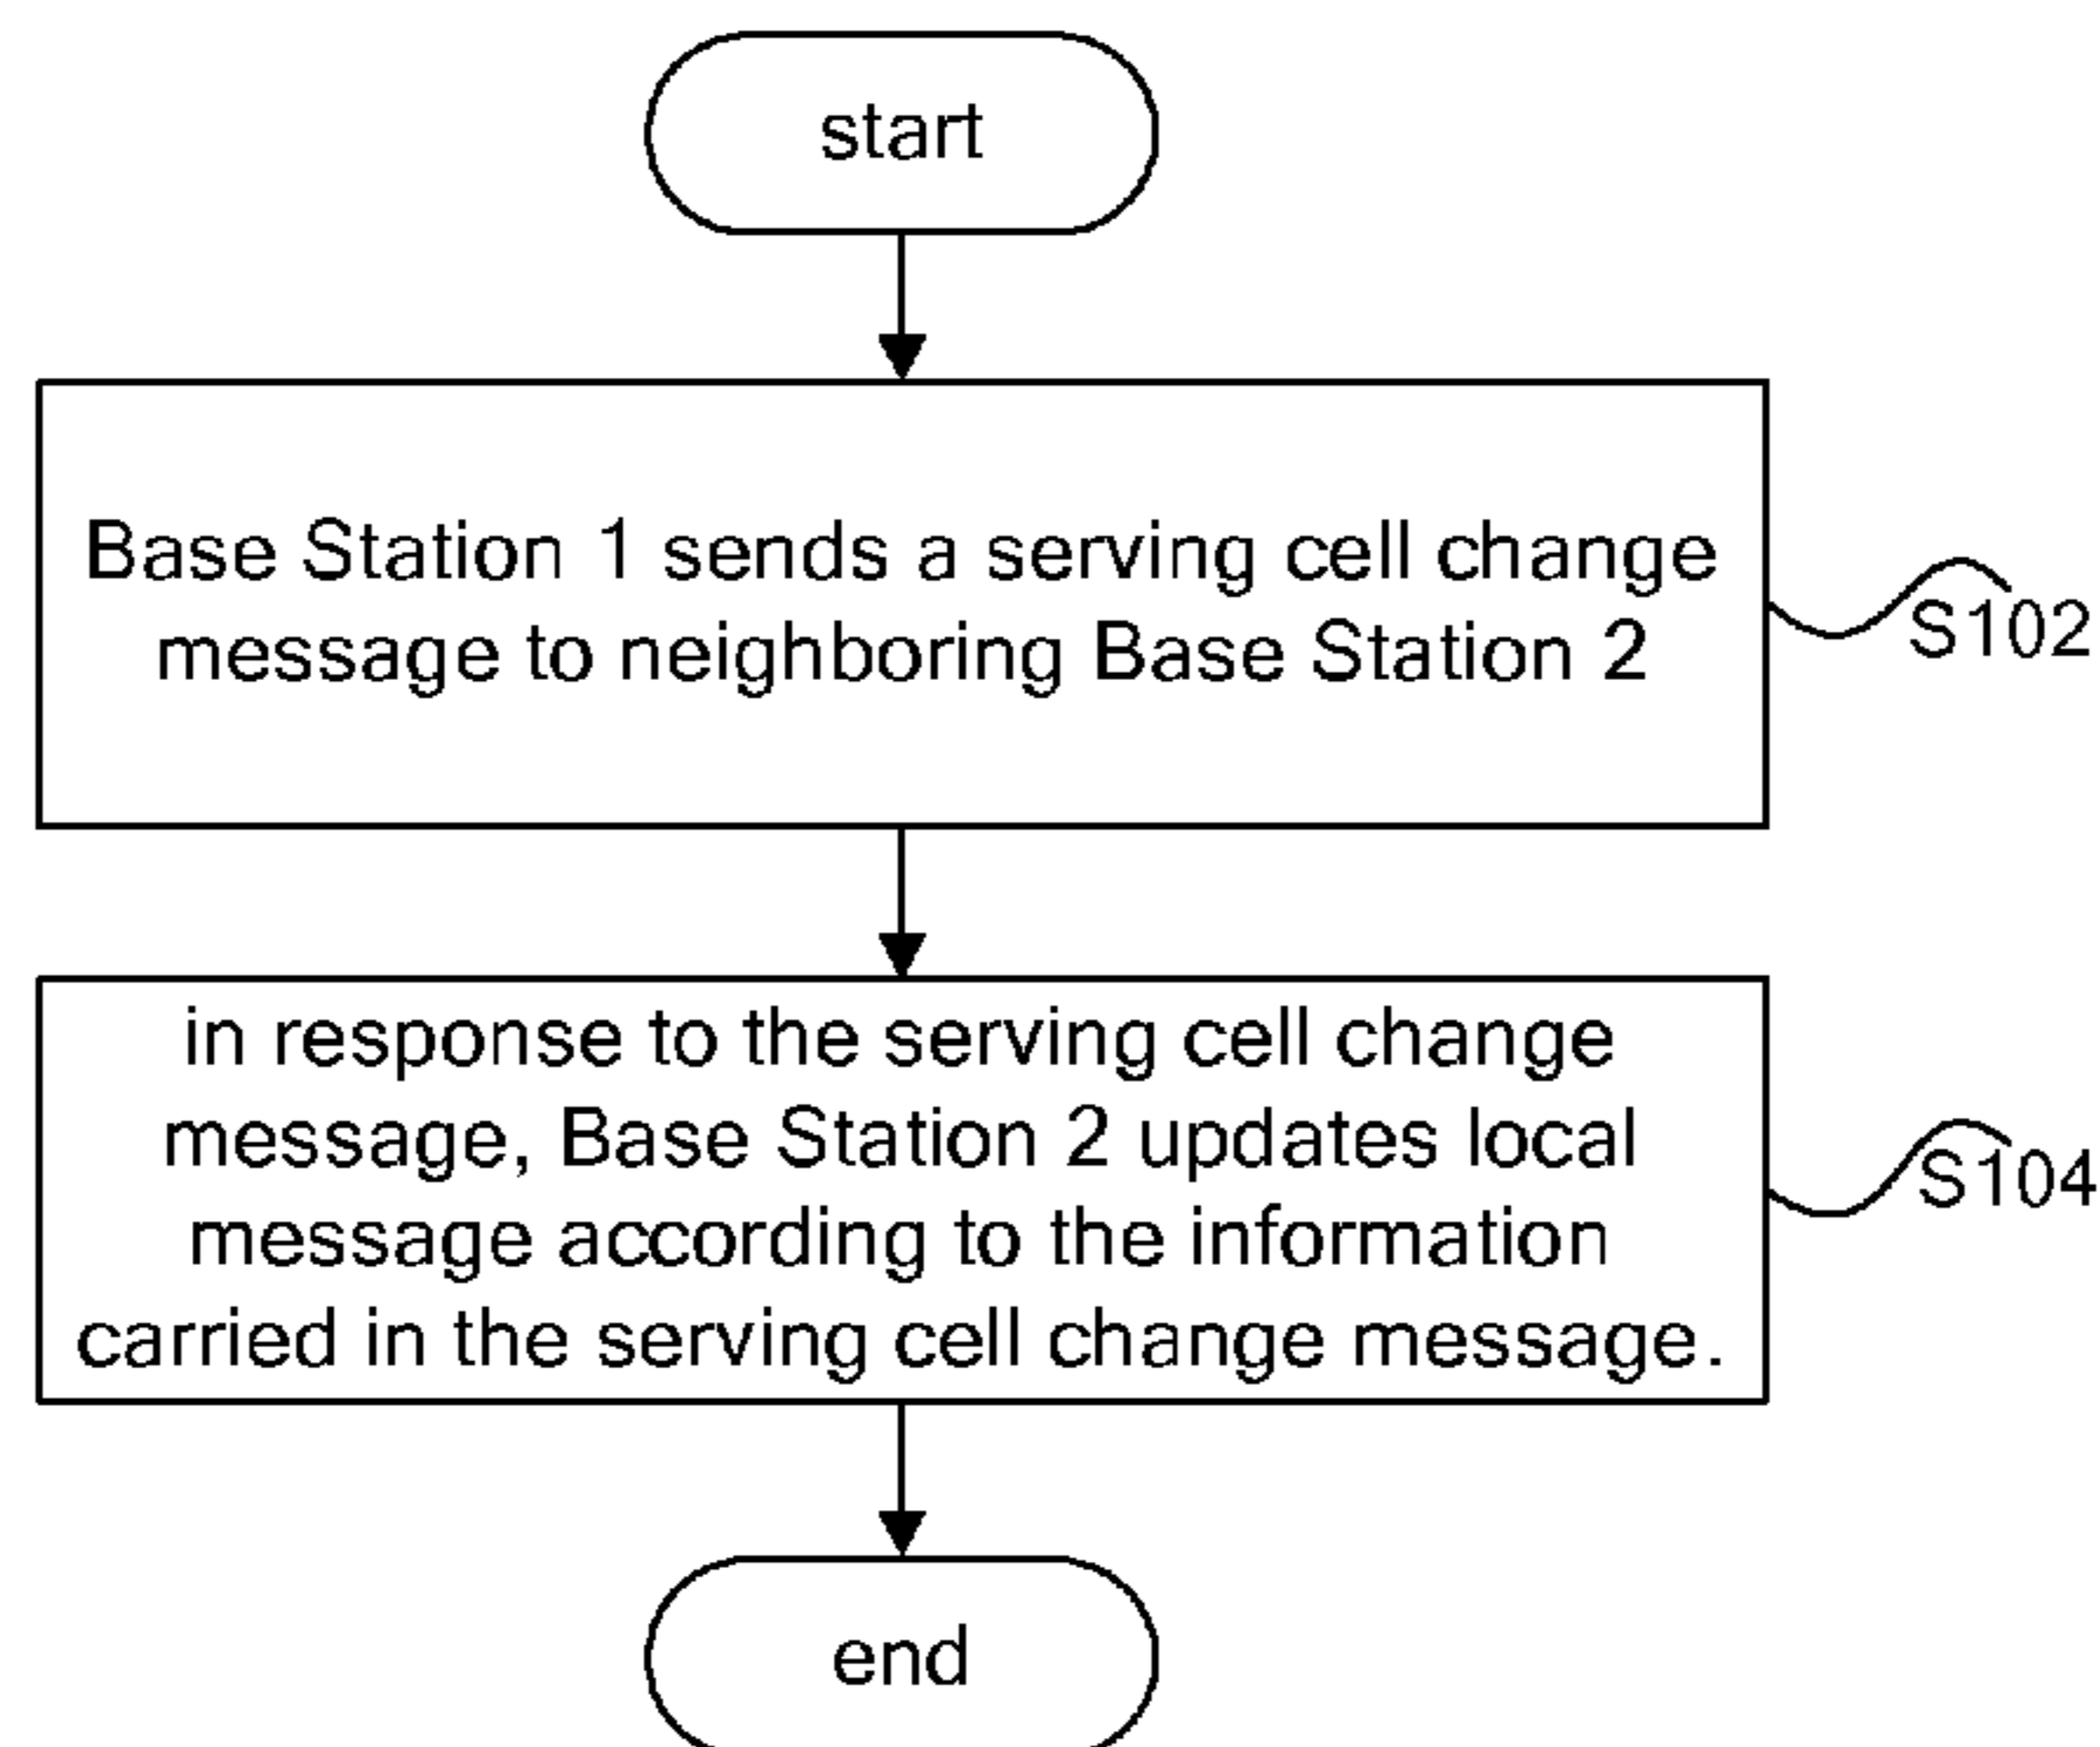 start
Base Station 1 sends a serving cell change
message to neighboring Base Station 2
S102
in response to the serving cell change
message, Base Station 2 updates local
message according to the information
carried in the serving cell change message.
S104
end